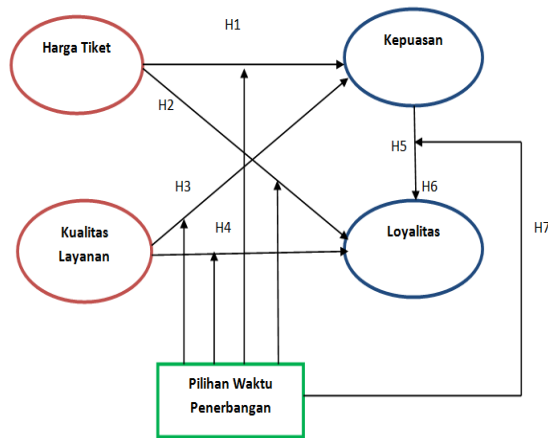 H1
Harga Tiket
Kepuasan
H2
H5
H3
H6
H4
H7
Kualitas
Layanan
Loyalitas
Pilihan Waktu
Penerbangan